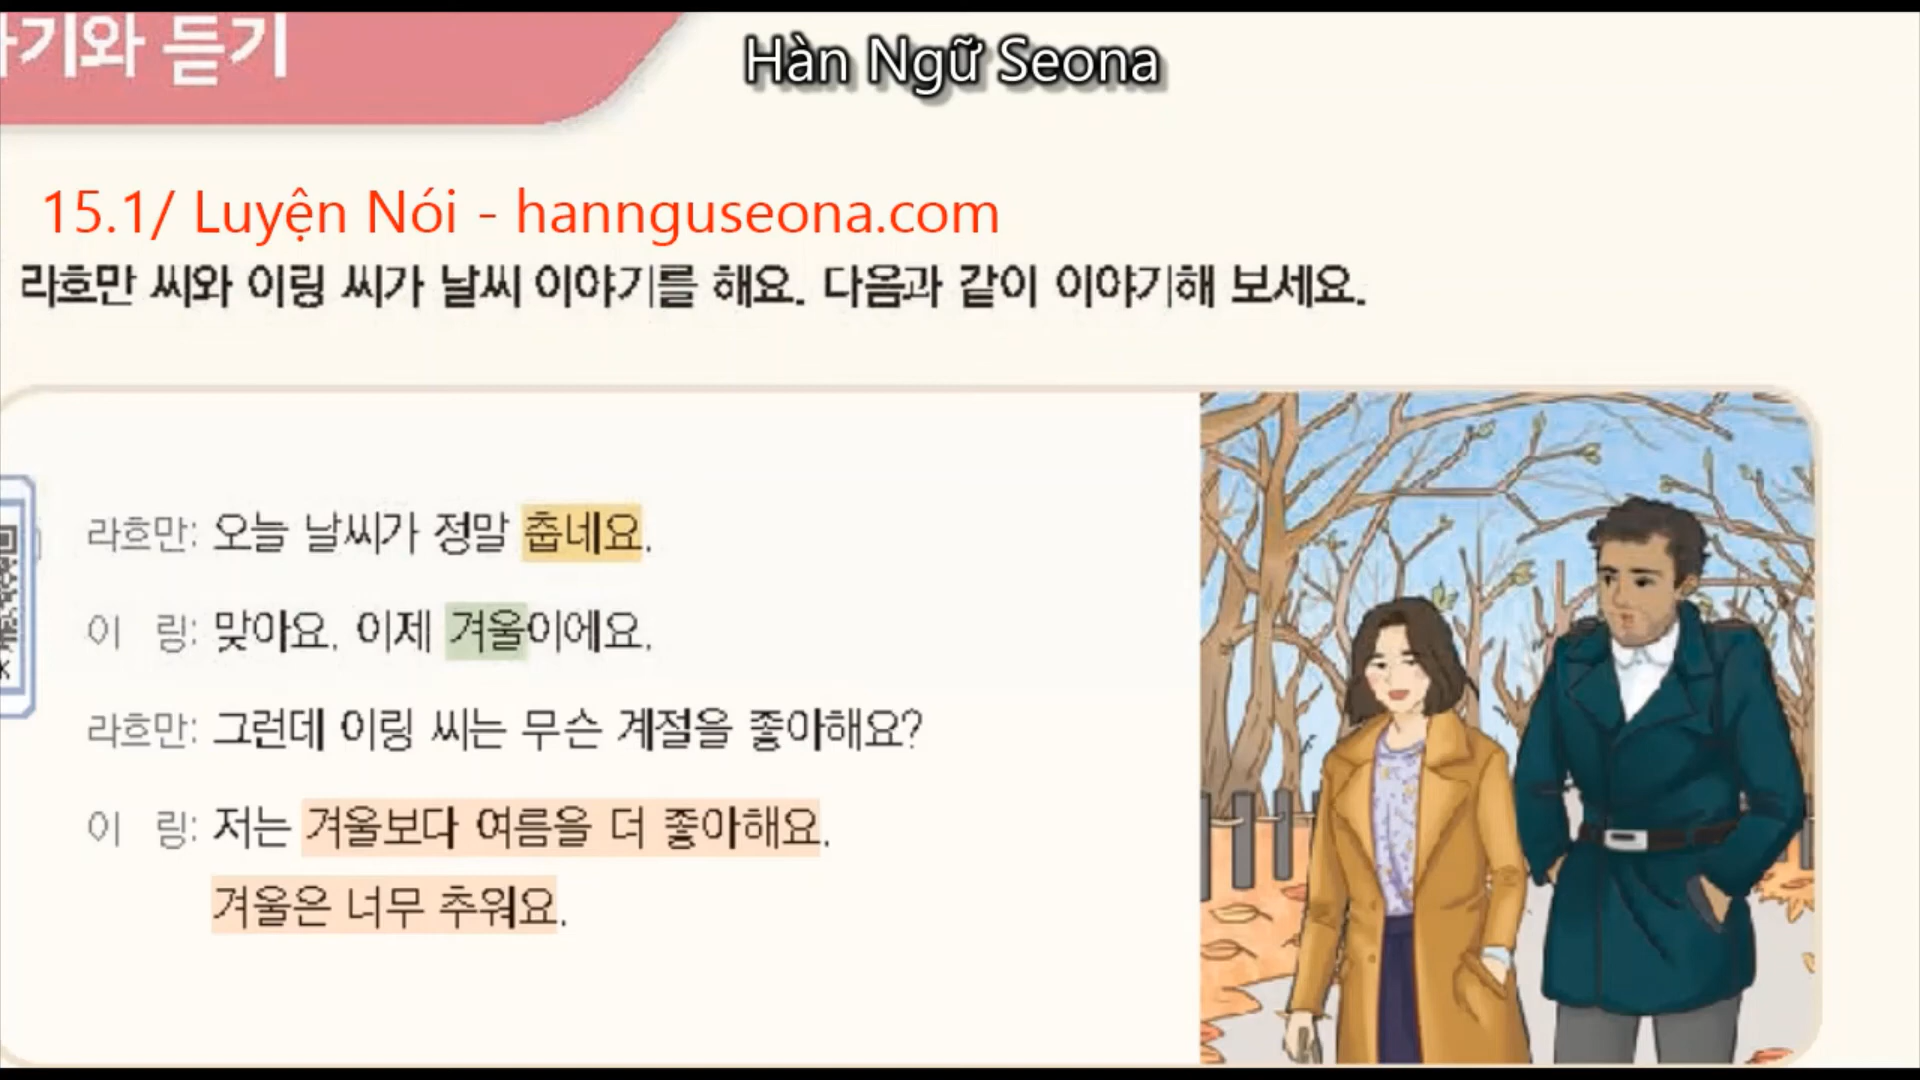 기와 듣기
Hàn Ngữ Seona
15.1/ Luyện Nói - hannguseona.com
라흐만 씨와 이링 씨가 날씨 이야기를 해요. 다음과 같이 이야기해 보세요.
라흐만: 오늘 날씨가 정말 춥네요.
이 링: 맞아요. 이제 겨울이에요.
라흐만: 그런데 이링 씨는 무슨 계절을 좋아해요?
이 링: 저는 겨울보다 여름을 더 좋아해요.
겨울은 너무 추워요.